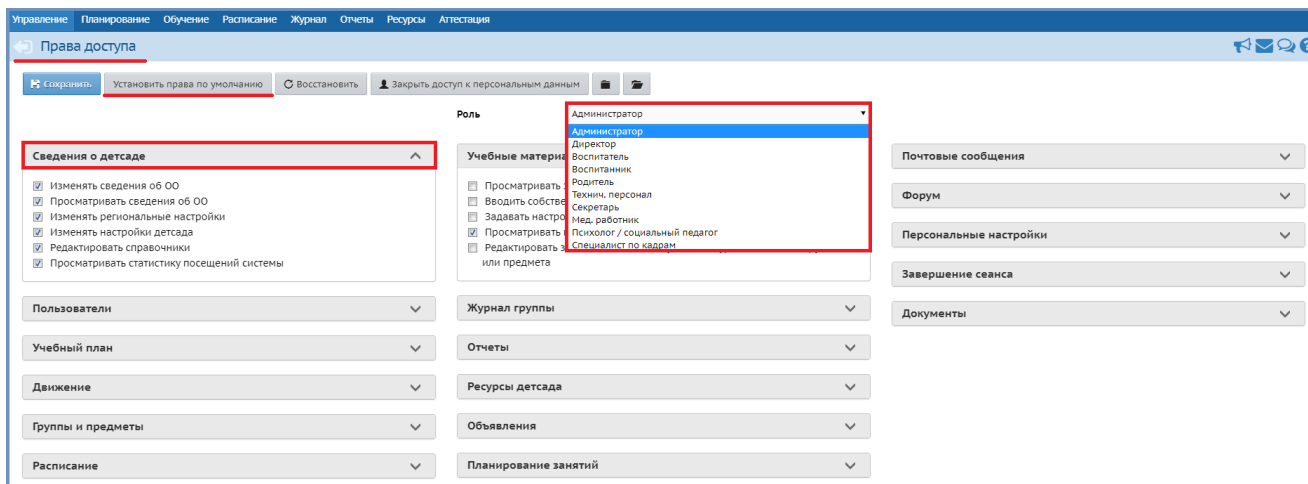 Управление Планирование Обучение Расписание Журнал Отчеты Ресурсы Аттестация
Права доступа
Сохранить Установить права по умолчанию Восстановить Закрыть доступ к персональным данным
Роль Администратор
Администратор
Директор
Воспитатель
Воспитанник
Родитель
Технич. персонал
Секретарь
Мед. работник
Психолог / социальный педагог
Специалист по кадрам
Сведения о детсаде
Изменять сведения об ОО
Просматривать сведения об ОО
Изменять региональные настройки
Изменять настройки детсада
Редактировать справочники
Просматривать статистику посещений системы
Пользователи
Учебный план
Движение
Группы и предметы
Расписание
Учебные материа
Просматривать
Вводить собстве
Задавать настро
Просматривать
Редактировать
или предмета
Журнал группы
Отчеты
Ресурсы детсада
Объявления
Планирование занятий
Почтовые сообщения
Форум
Персональные настройки
Завершение сеанса
Документы